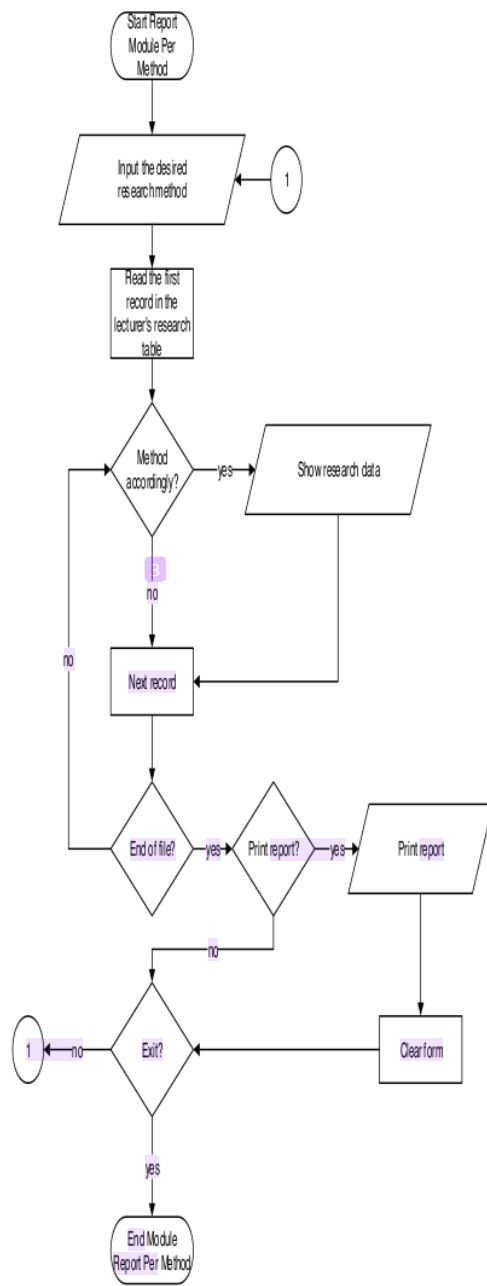 Start Report
Module Per
Method
Input the desired
research method
1
Read the first
record in the
lecturer's research
table
Method
accordingly?
yes
Show research data
3
no
no
Next record
End of file?
yes
Print report?
yes
Print report
no
1
no
Exit?
Clear form
yes
End Module
Report Per Method